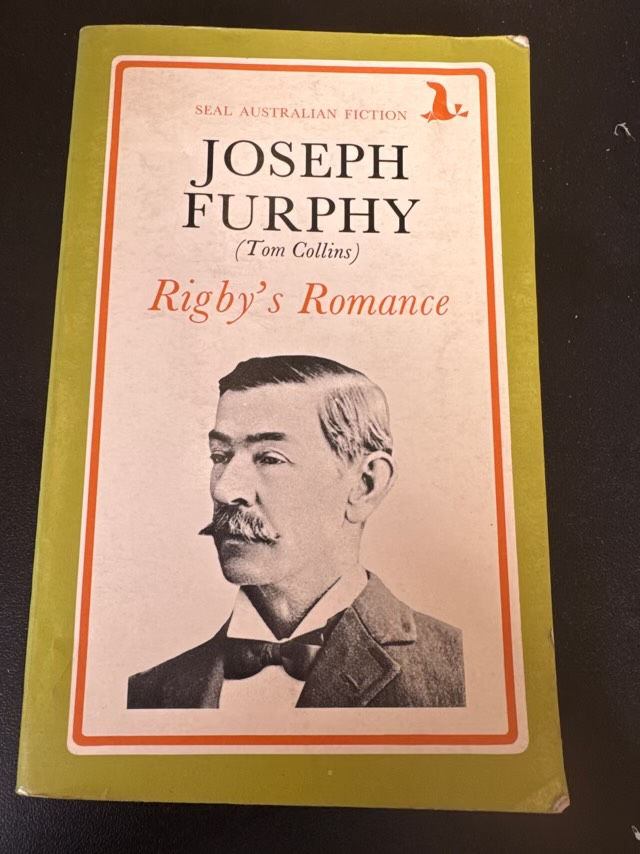 SEAL AUSTRALIAN FICTION
JOSEPH
FURPHY
(Tom Collins)
Rigby's Romance